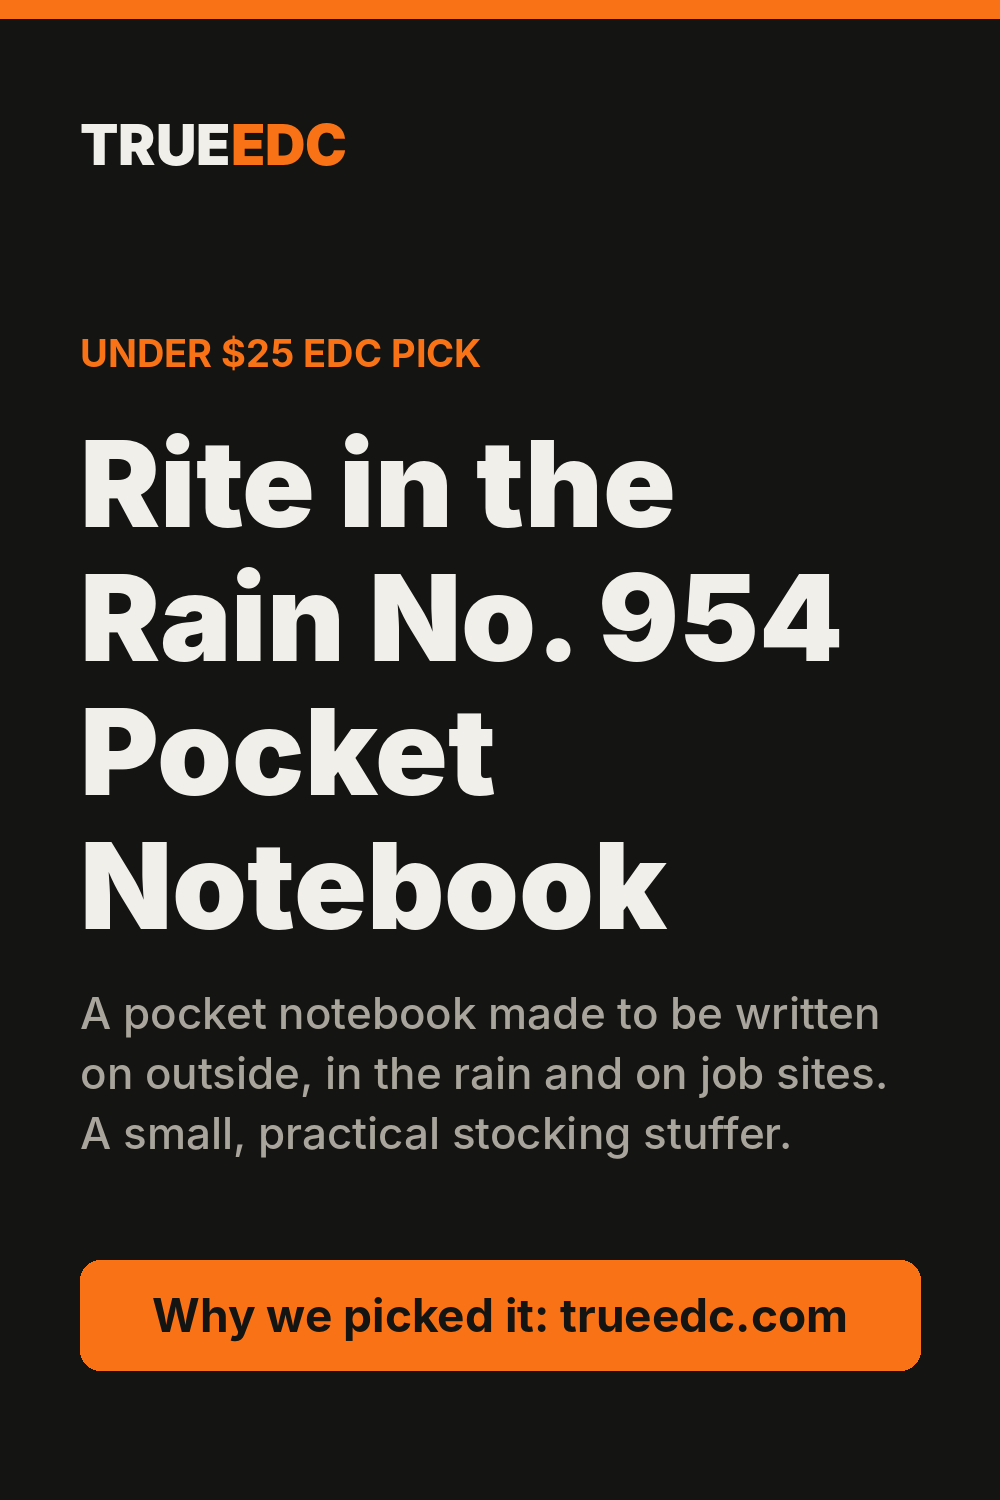 TRUEEDC
UNDER $25 EDC PICK
Rite in the
Rain No. 954
Pocket
Notebook
A pocket notebook made to be written
on outside, in the rain and on job sites.
A small, practical stocking stuffer.
Why we picked it: trueedc.com